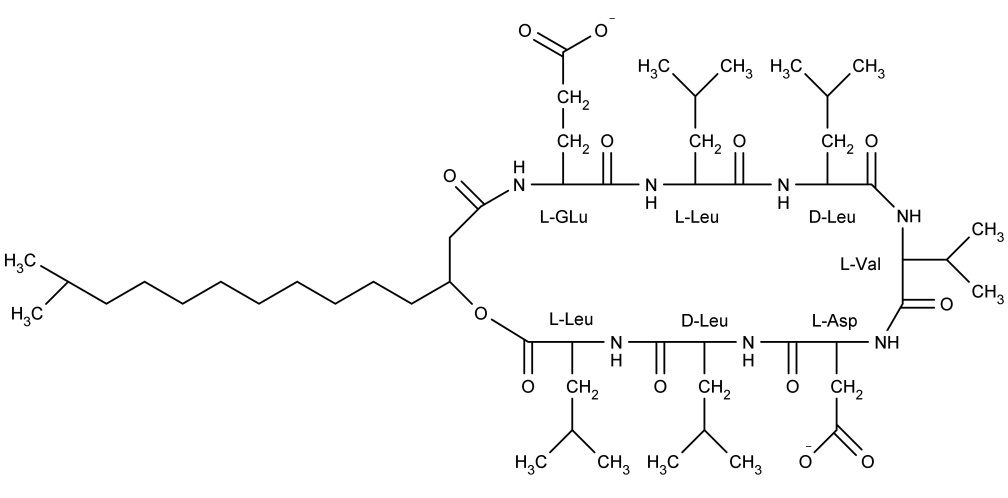 O O⁻
H₃C CH₃ H₃C CH₃
CH₂
CH₂ O CH₂ O CH₂ O
O H
N N N
H H
L-GLu L-Leu D-Leu NH
CH₃
L-Val
H₃C
CH₃
H₃C O O
L-Leu D-Leu L-Asp
N N NH
H H
O CH₂ O CH₂ O CH₂
H₃C CH₃ H₃C CH₃ O⁻ O